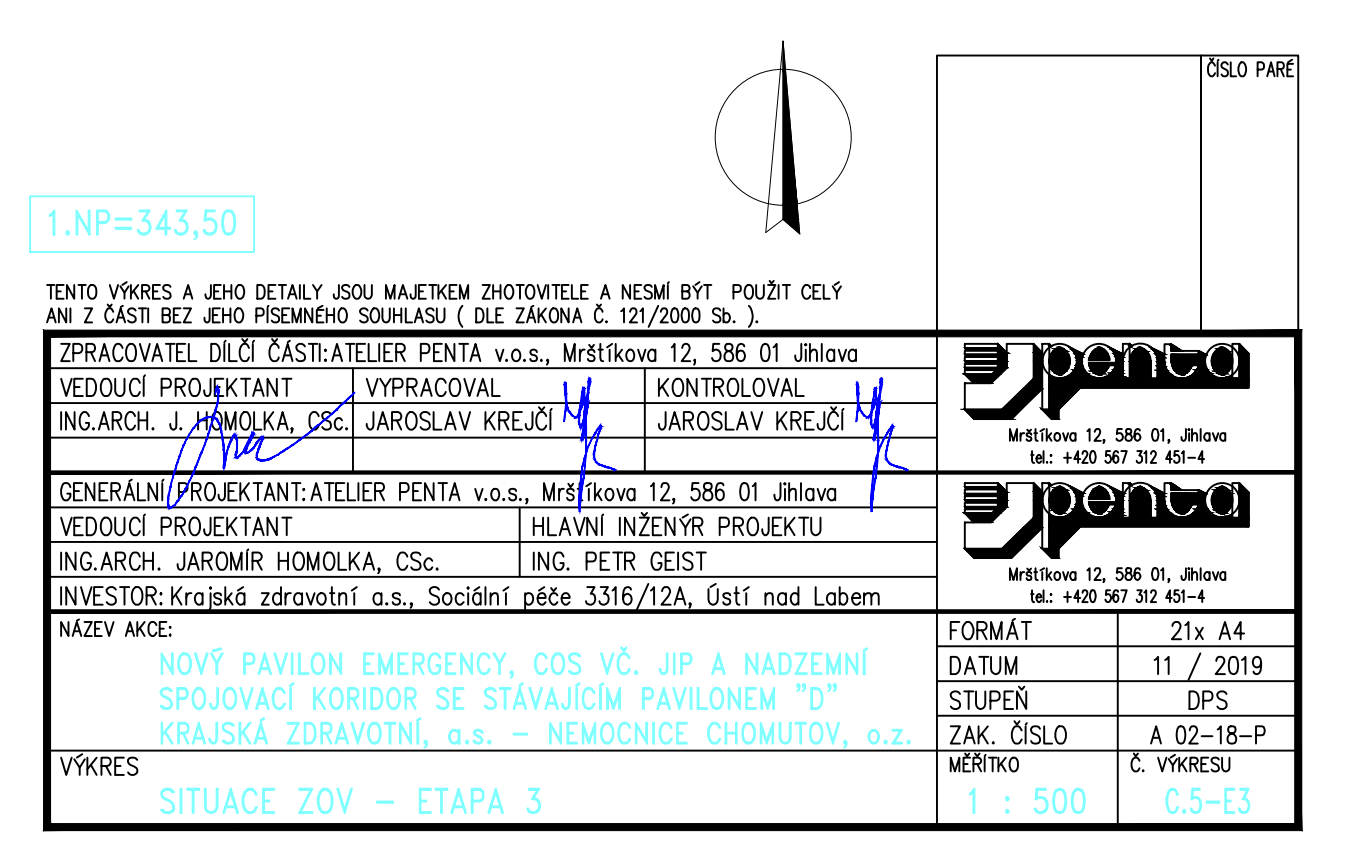 ČÍSLO PARÉ
1.NP=343,50
TENTO VÝKRES A JEHO DETAILY JSOU MAJETKEM ZHOTOVITELE A NESMÍ BÝT POUŽIT CELÝ
ANI Z ČÁSTI BEZ JEHO PÍSEMNÉHO SOUHLASU ( DLE ZÁKONA Č. 121/2000 Sb. ).
ZPRACOVATEL DÍLČÍ ČÁSTI: ATELIER PENTA v.o.s., Mrštíkova 12, 586 01 Jihlava
VEDOUCÍ PROJEKTANT VYPRACOVAL KONTROLOVAL
ING.ARCH. J. HOMOLKA, CSc. JAROSLAV KREJČÍ JAROSLAV KREJČÍ
penta
Mrštíkova 12, 586 01, Jihlava
tel.: +420 567 312 451-4
GENERÁLNÍ PROJEKTANT: ATELIER PENTA v.o.s., Mrštíkova 12, 586 01 Jihlava
VEDOUCÍ PROJEKTANT HLAVNÍ INŽENÝR PROJEKTU
ING.ARCH. JAROMÍR HOMOLKA, CSc. ING. PETR GEIST
INVESTOR: Krajská zdravotní a.s., Sociální péče 3316/12A, Ústí nad Labem
penta
Mrštíkova 12, 586 01, Jihlava
tel.: +420 567 312 451-4
NÁZEV AKCE:
NOVÝ PAVILON EMERGENCY, COS VČ. JIP A NADZEMNÍ
SPOJOVACÍ KORIDOR SE STÁVAJÍCÍM PAVILONEM "D"
KRAJSKÁ ZDRAVOTNÍ, a.s. – NEMOCNICE CHOMUTOV, o.z.
FORMÁT 21x A4
DATUM 11 / 2019
STUPEŇ DPS
ZAK. ČÍSLO A 02-18-P
VÝKRES
SITUACE ZOV – ETAPA 3
MĚŘÍTKO Č. VÝKRESU
1 : 500 C.5-E3